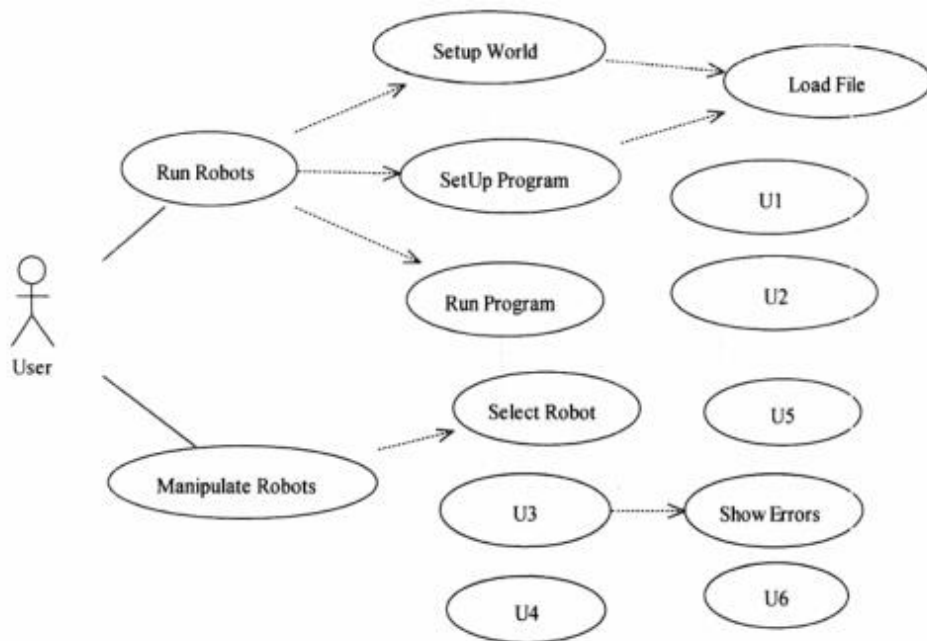 Setup World
Load File
Run Robots
SetUp Program
U1
Run Program
U2
User
Select Robot
U5
Manipulate Robots
U3
Show Errors
U4
U6